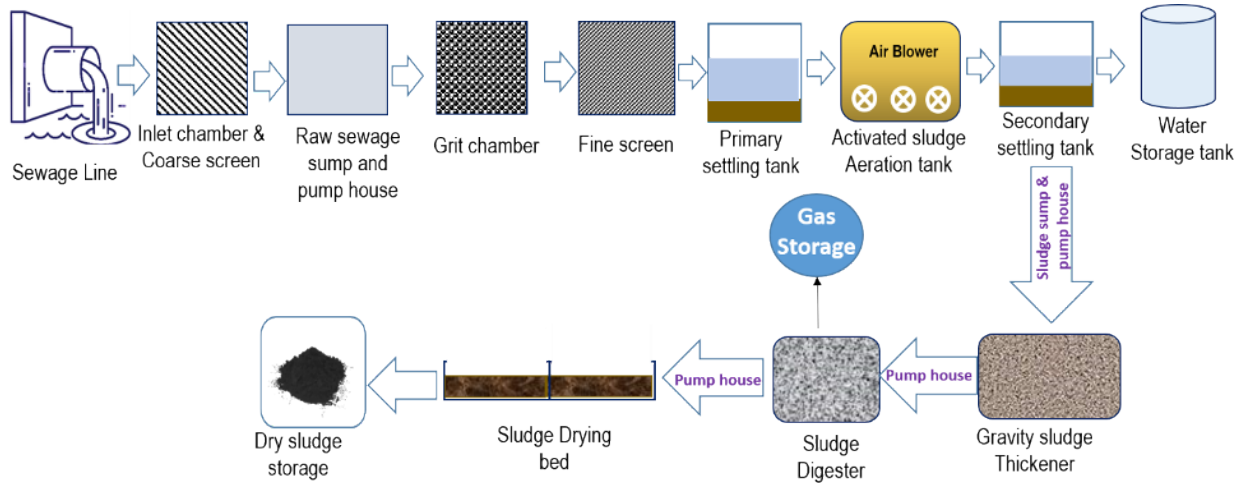 Sewage Line
Inlet chamber &
Coarse screen
Raw sewage
sump and
pump house
Grit chamber
Fine screen
Primary
settling tank
Air Blower
Activated sludge
Aeration tank
Secondary
settling tank
Water
Storage tank
Sludge sump &
pump house
Gas
Storage
Gravity sludge
Thickener
Pump house
Sludge
Digester
Pump house
Sludge Drying
bed
Dry sludge
storage